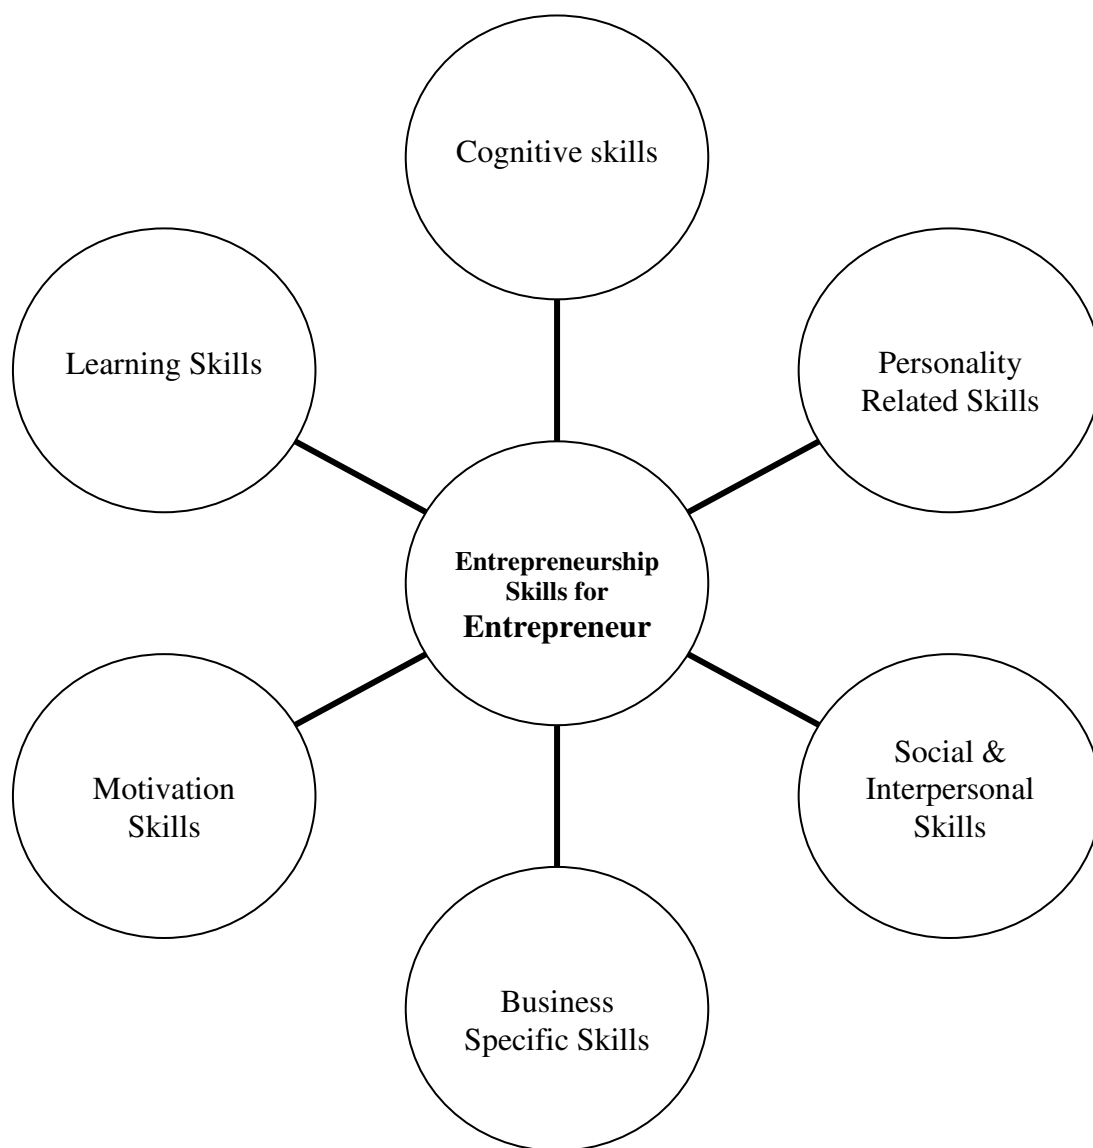 Cognitive skills
Learning Skills
Personality
Related Skills
Entrepreneurship
Skills for
Entrepreneur
Motivation
Skills
Social &
Interpersonal
Skills
Business
Specific Skills